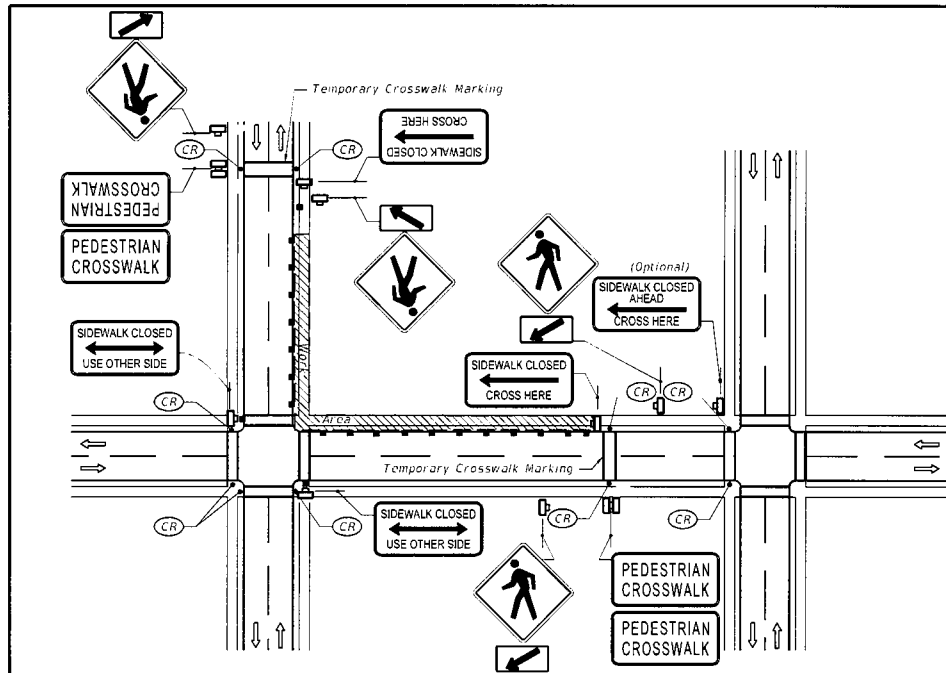 Temporary Crosswalk Marking
CR
CR
SIDEWALK CLOSED
CROSS HERE
PEDESTRIAN
CROSSWALK
PEDESTRIAN
CROSSWALK
(Optional)
SIDEWALK CLOSED
AHEAD
CROSS HERE
SIDEWALK CLOSED
USE OTHER SIDE
Work
SIDEWALK CLOSED
CROSS HERE
CR
CR
CR
Area
Temporary Crosswalk Marking
CR
CR
SIDEWALK CLOSED
USE OTHER SIDE
CR
CR
PEDESTRIAN
CROSSWALK
PEDESTRIAN
CROSSWALK